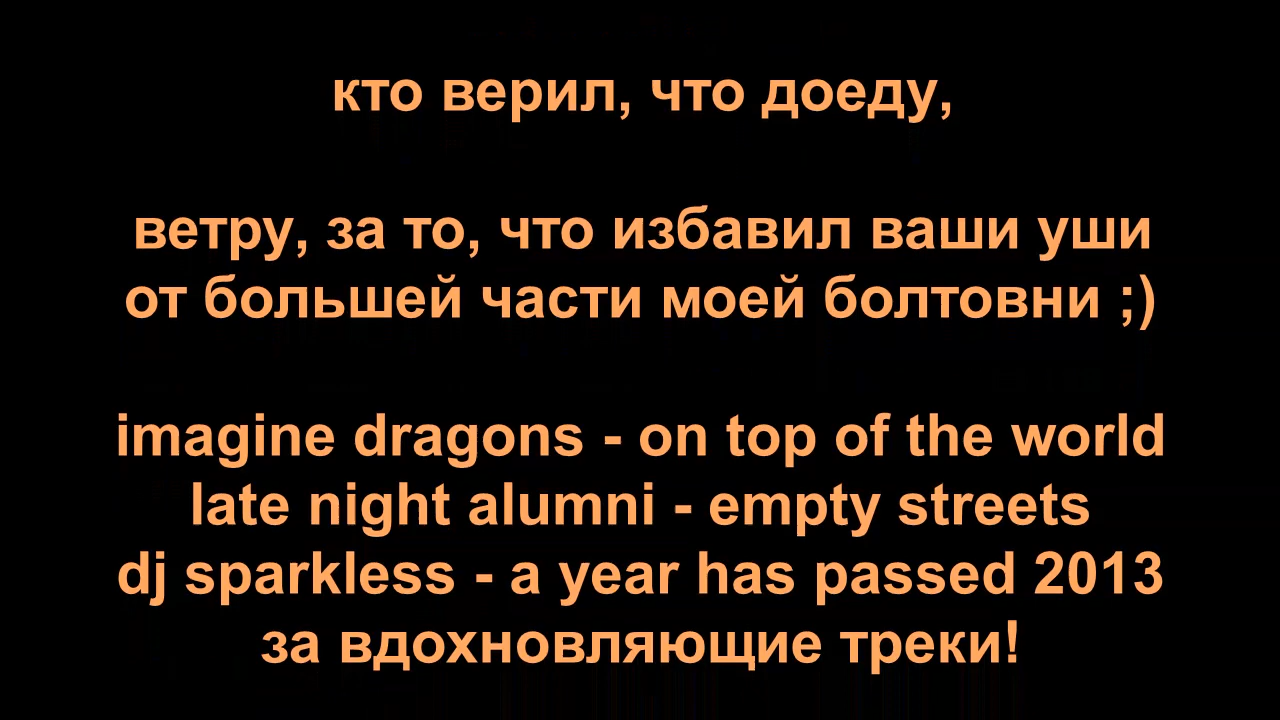 кто верил, что доеду,
ветру, за то, что избавил ваши уши
от большей части моей болтовни ;)
imagine dragons - on top of the world
late night alumni - empty streets
dj sparkless - a year has passed 2013
за вдохновляющие треки!